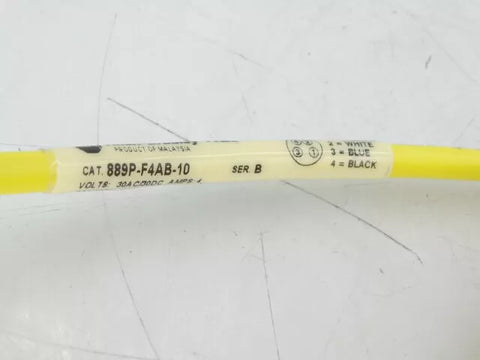 PRODUCT OF MALAYSIA
CAT. 889P-F4AB-10 SER. B
VOLTS: 30AC/30DC AMPS 4
2 = WHITE
3 = BLUE
4 = BLACK